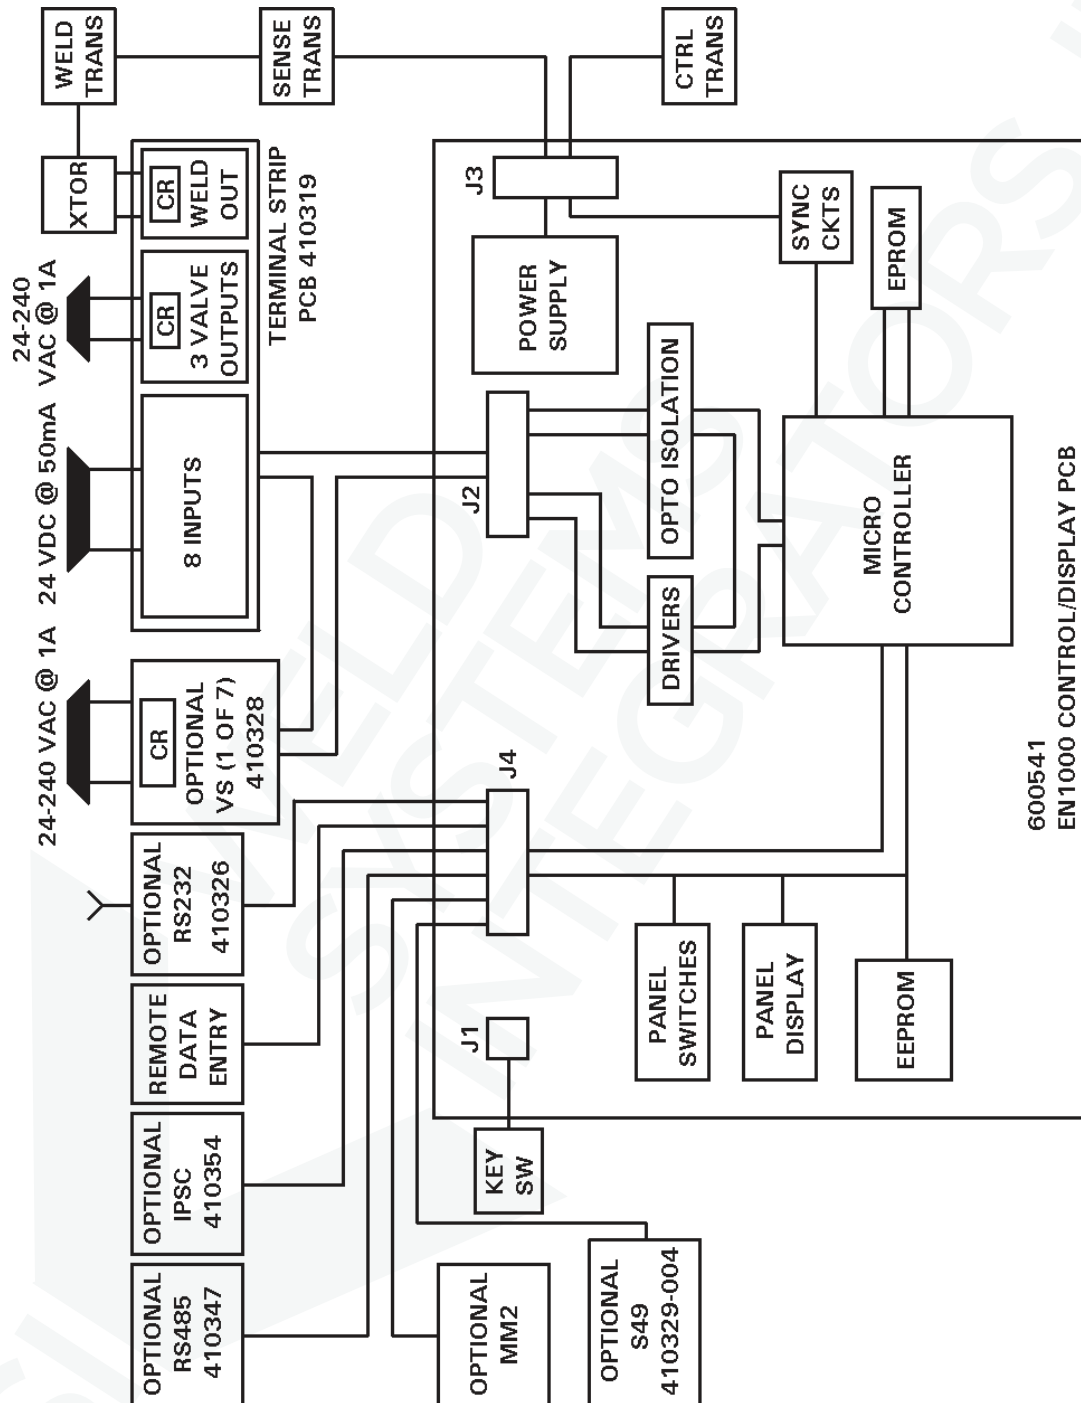 OPTIONAL
RS485
410347
OPTIONAL
IPSC
410354
REMOTE
DATA
ENTRY
OPTIONAL
RS232
410326
24-240 VAC @ 1A
CR
OPTIONAL
VS (1 OF 7)
410328
24 VDC @ 50mA
8 INPUTS
24-240
VAC @ 1A
CR
3 VALVE
OUTPUTS
XTOR
CR
WELD
OUT
TERMINAL STRIP
PCB 410319
WELD
TRANS
SENSE
TRANS
CTRL
TRANS
OPTIONAL
MM2
OPTIONAL
S49
410329-004
KEY
SW
J1
J4
J2
J3
POWER
SUPPLY
DRIVERS
OPTO ISOLATION
SYNC
CKTS
EPROM
PANEL
SWITCHES
PANEL
DISPLAY
EEPROM
MICRO
CONTROLLER
600541
EN1000 CONTROL/DISPLAY PCB
WELD
SYSTEMS
INTEGRATORS